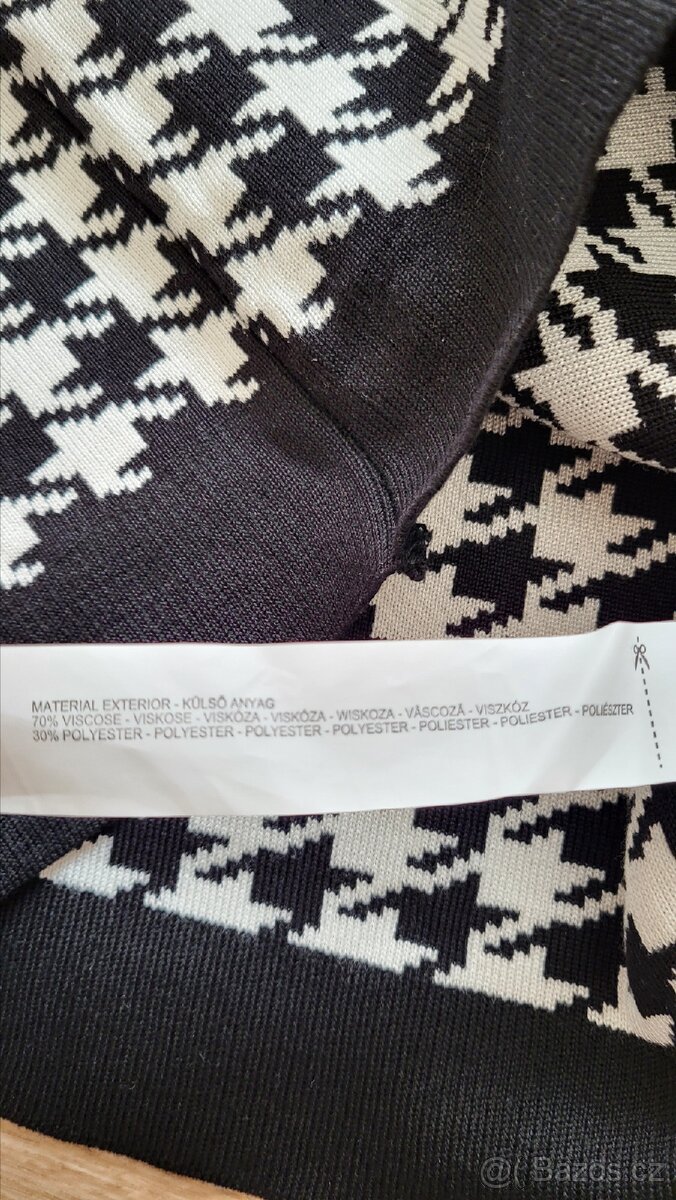 MATERIAL EXTERIOR - KÜLSŐ ANYAG
70% VISCOSE - VISKOSE - VISKÓZA - VISKÓZA - WISKOZA - VÂSCOZĂ - VISZKÓZ
30% POLYESTER - POLYESTER - POLYESTER - POLYESTER - POLIESTER - POLIESTER - POLIÉSZTER
@( Bazos.cz